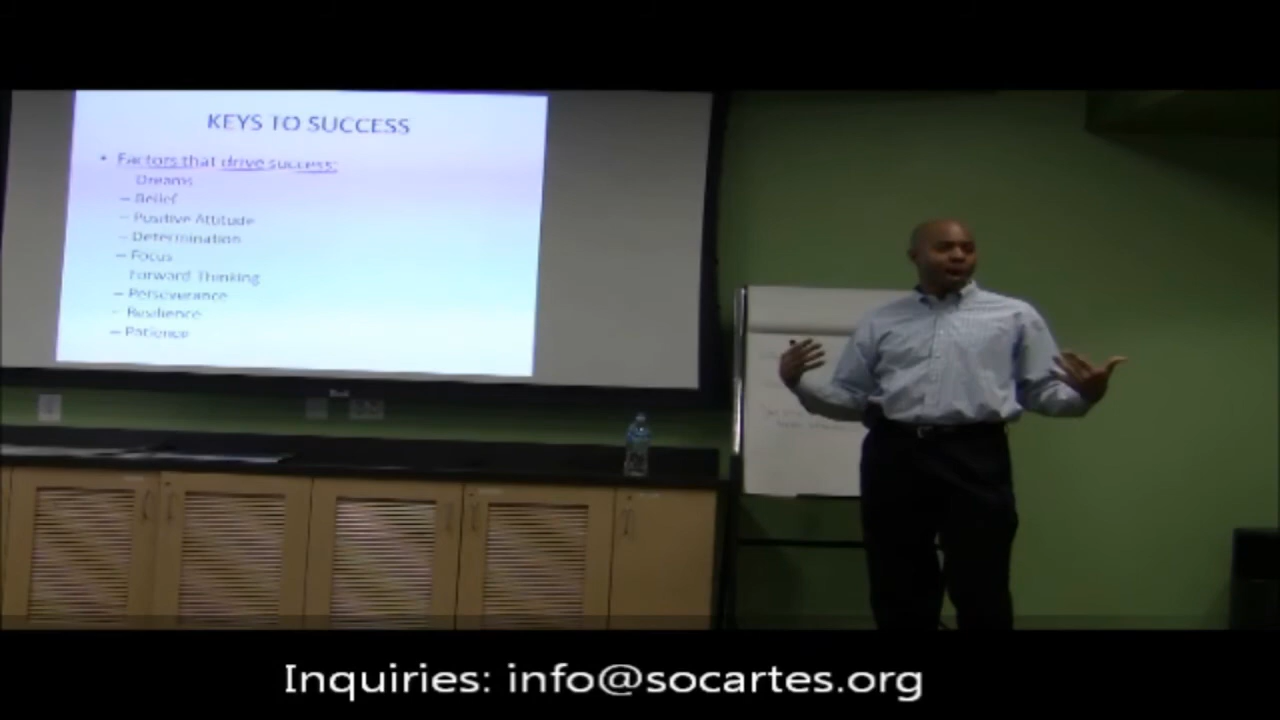 KEYS TO SUCCESS
• Factors that drive success:
Dreams
– Belief
– Positive Attitude
– Determination
– Focus
Forward Thinking
– Perseverance
– Resilience
– Patience
Inquiries: info@socartes.org